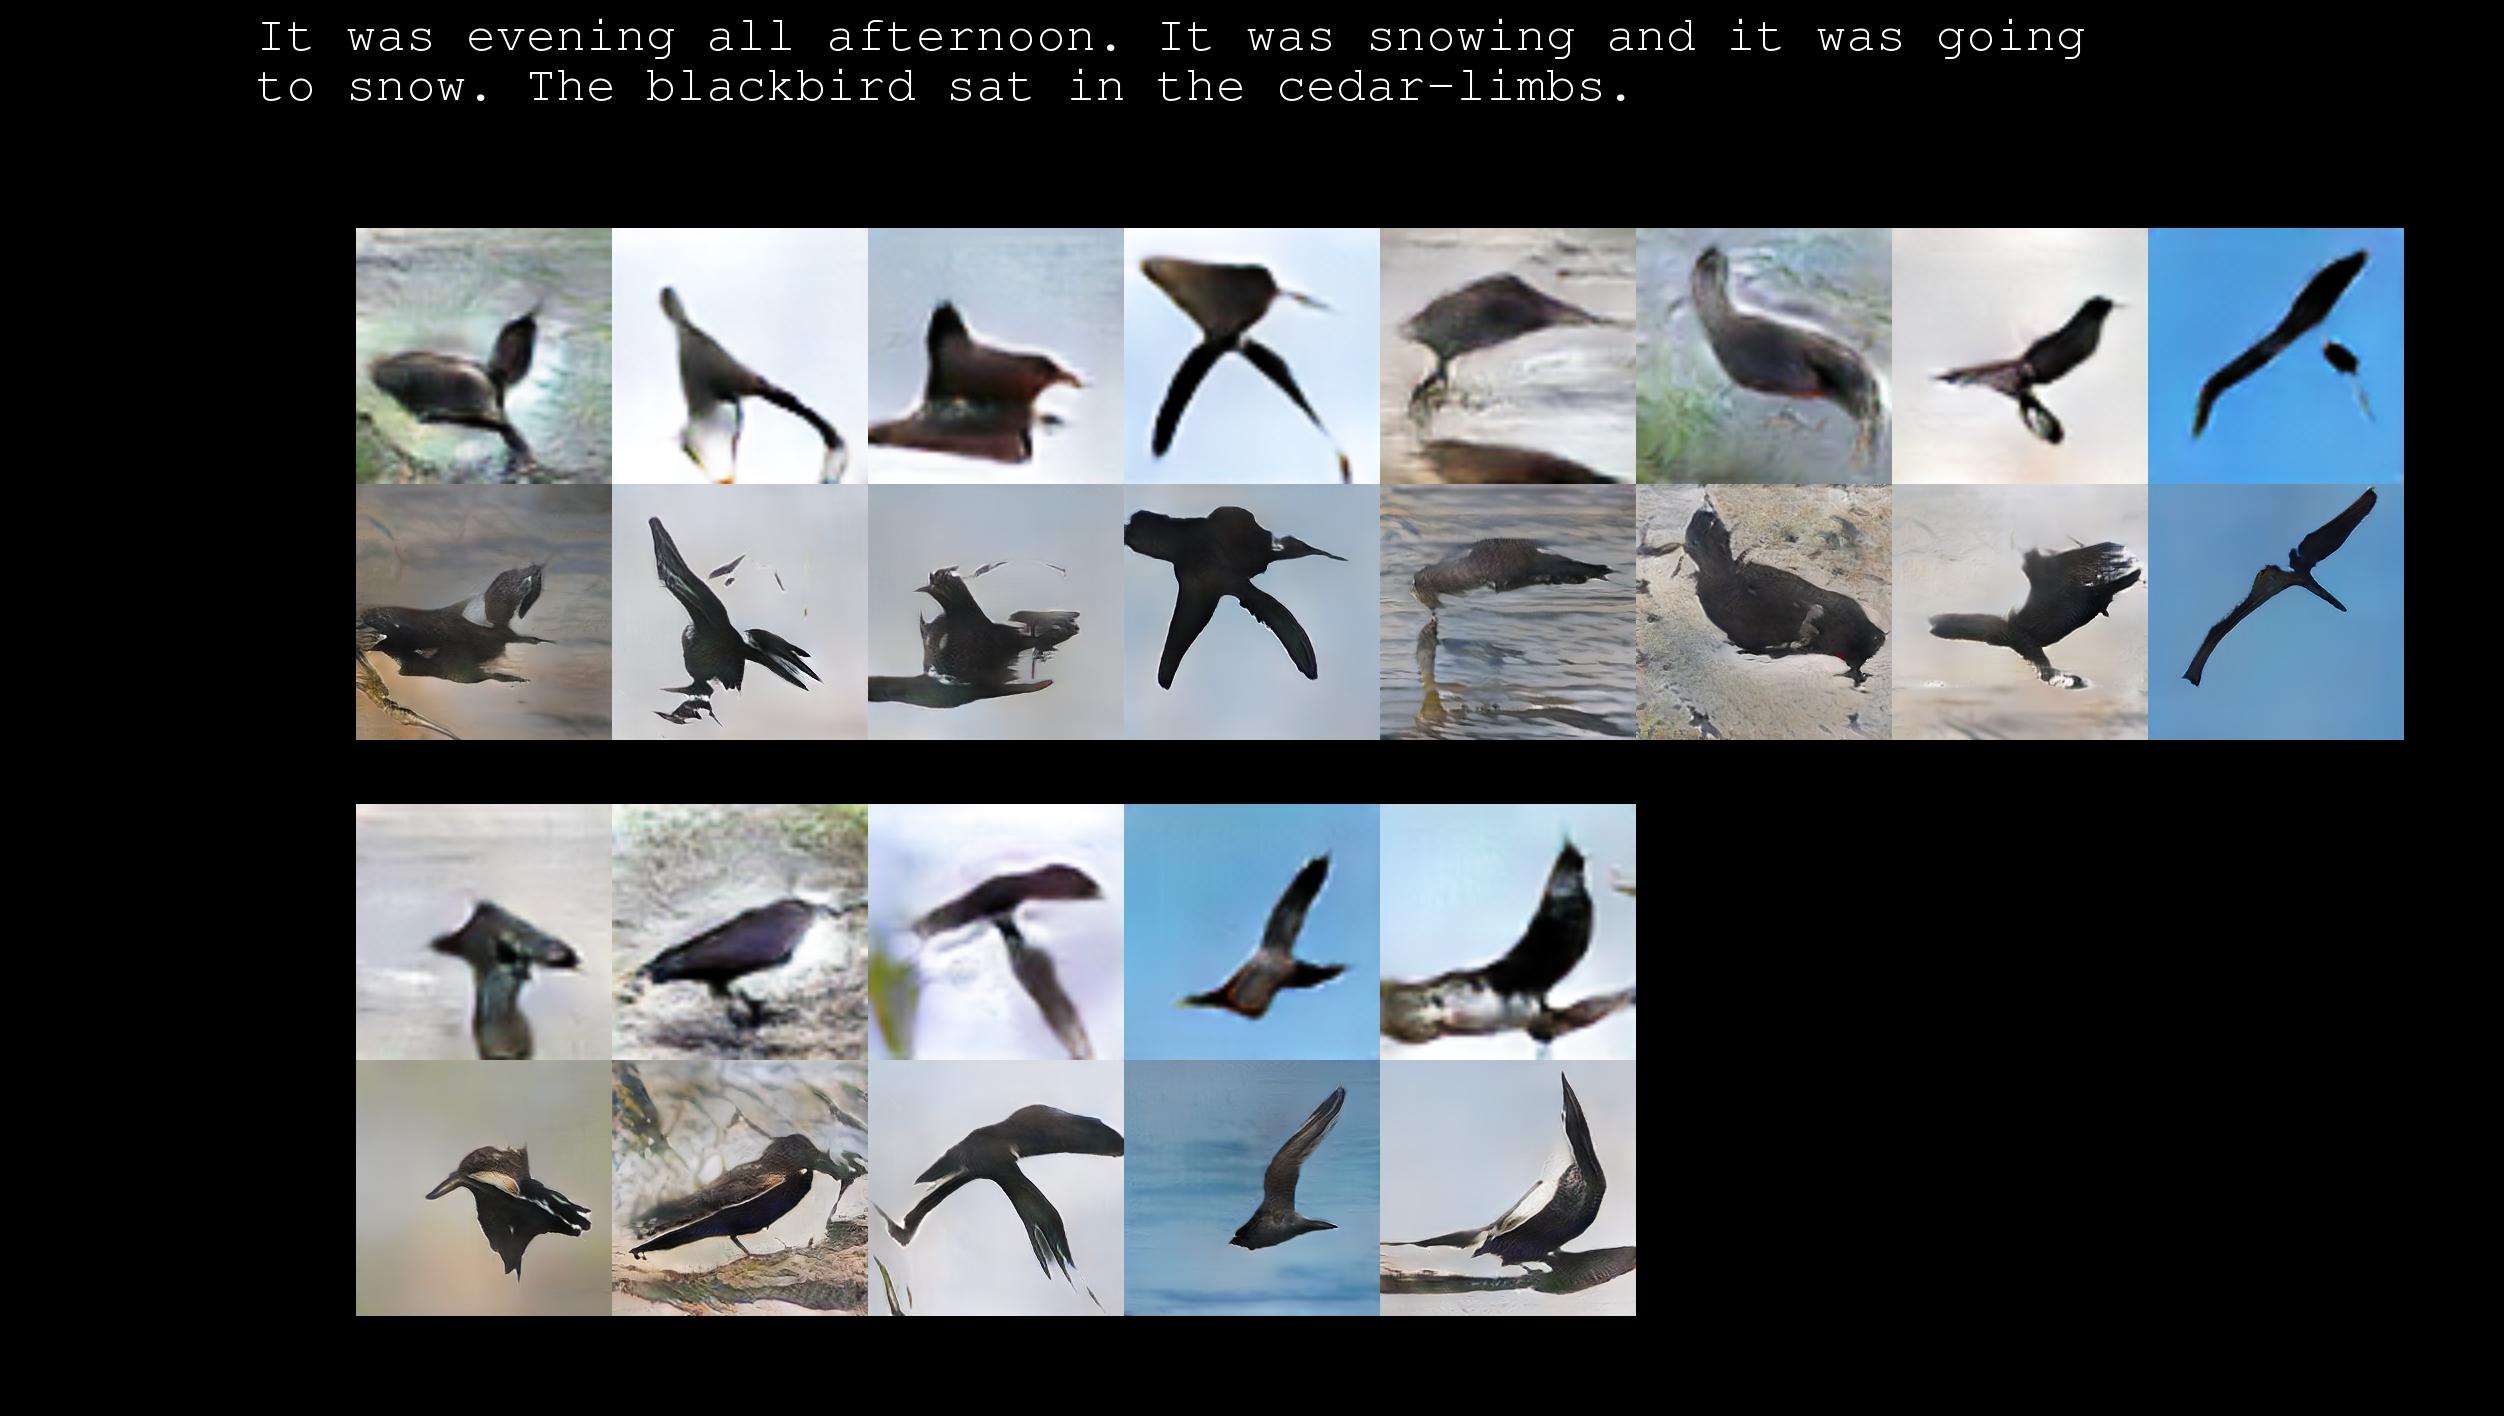 It was evening all afternoon. It was snowing and it was going
to snow. The blackbird sat in the cedar-limbs.